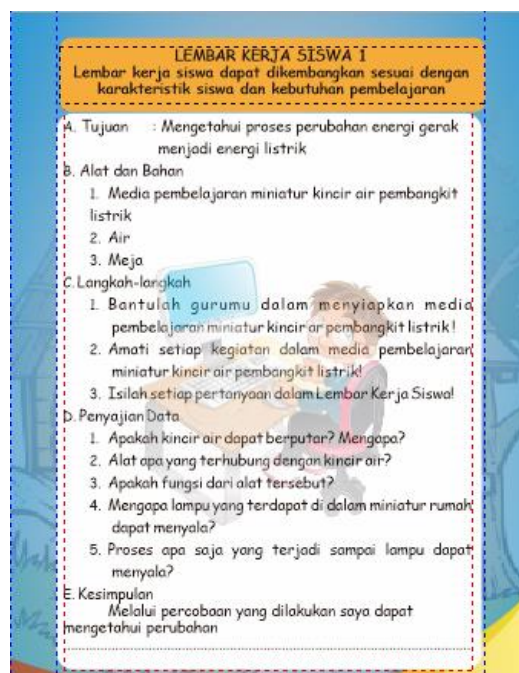 LEMBAR KERJA SISWA 1
Lembar kerja siswa dapat dikembangkan sesuai dengan
karakteristik siswa dan kebutuhan pembelajaran
A. Tujuan : Mengetahui proses perubahan energi gerak
menjadi energi listrik
B. Alat dan Bahan
1. Media pembelajaran miniatur kincir air pembangkit
listrik
2. Air
3. Meja
C. Langkah-langkah
1. Bantulah gurumu dalam menyiapkan media
pembelajaran miniatur kincir ar pembangkit listrik!
2. Amati setiap kegiatan dalam media pembelajaran
miniatur kincir air pembangkit listrik!
3. Isilah setiap pertanyaan dalam Lembar Kerja Siswa!
D. Penyajian Data
1. Apakah kincir air dapat berputar? Mengapa?
2. Alat apa yang terhubung dengan kincir air?
3. Apakah fungsi dari alat tersebut?
4. Mengapa lampu yang terdapat di dalam miniatur rumah
dapat menyala?
5. Proses apa saja yang terjadi sampai lampu dapat
menyala?
E. Kesimpulan
Melalui percobaan yang dilakukan saya dapat
mengetahui perubahan
................................................................................